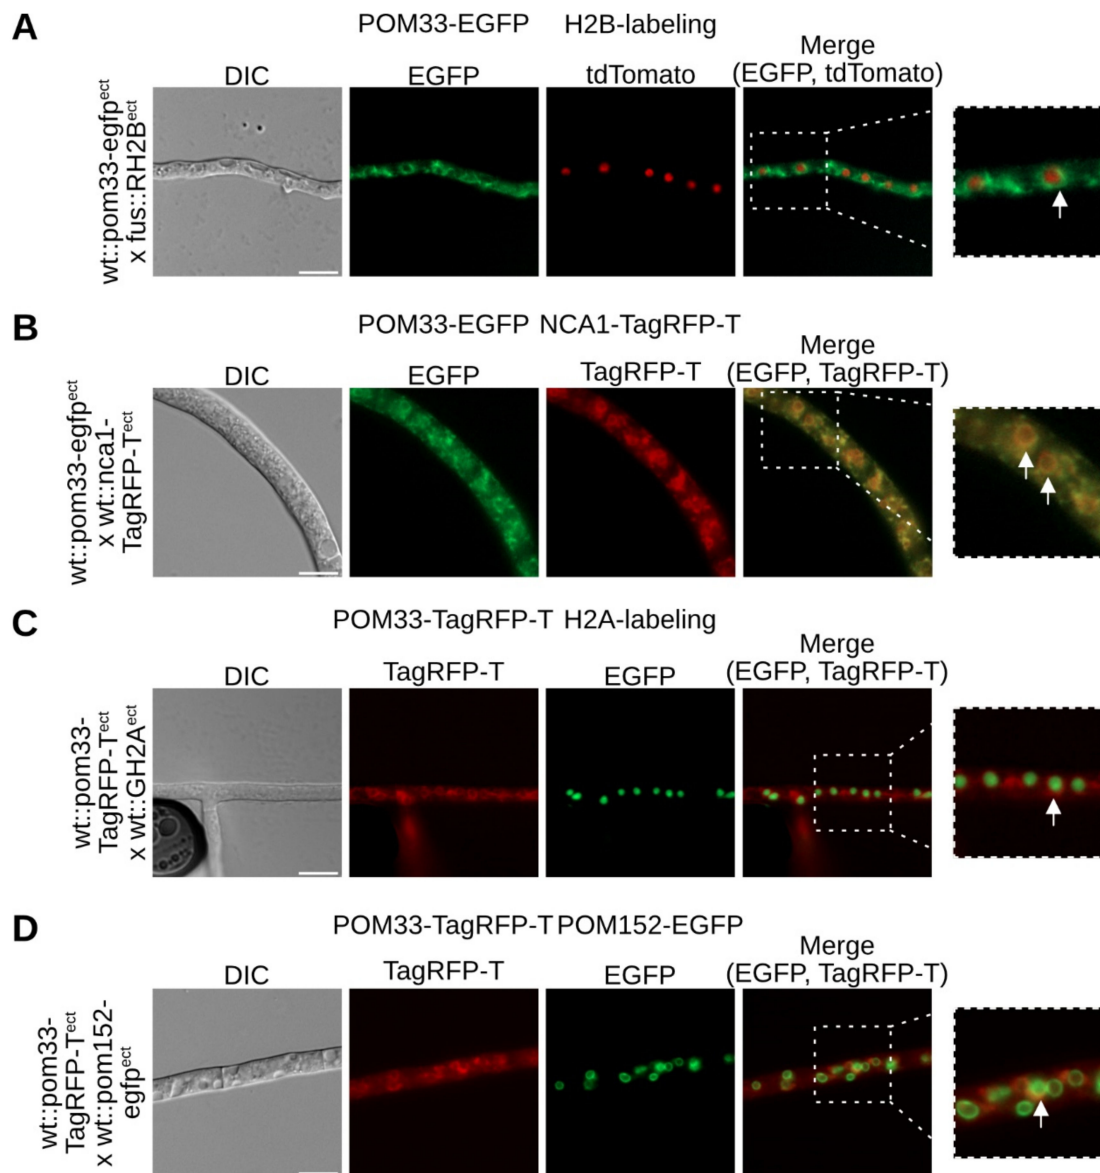 A
POM33-EGFP H2B-labeling
DIC EGFP tdTomato Merge
(EGFP, tdTomato)
wt::pom33-egfpᵉᶜᵗ
x fus::RH2Bᵉᶜᵗ
B
POM33-EGFP NCA1-TagRFP-T
DIC EGFP TagRFP-T Merge
(EGFP, TagRFP-T)
wt::pom33-egfpᵉᶜᵗ
x wt::nca1-
TagRFP-Tᵉᶜᵗ
C
POM33-TagRFP-T H2A-labeling
DIC TagRFP-T EGFP Merge
(EGFP, TagRFP-T)
wt::pom33-
TagRFP-Tᵉᶜᵗ
x wt::GH2Aᵉᶜᵗ
D
POM33-TagRFP-T POM152-EGFP
DIC TagRFP-T EGFP Merge
(EGFP, TagRFP-T)
wt::pom33-
TagRFP-Tᵉᶜᵗ
x wt::pom152-
egfpᵉᶜᵗ